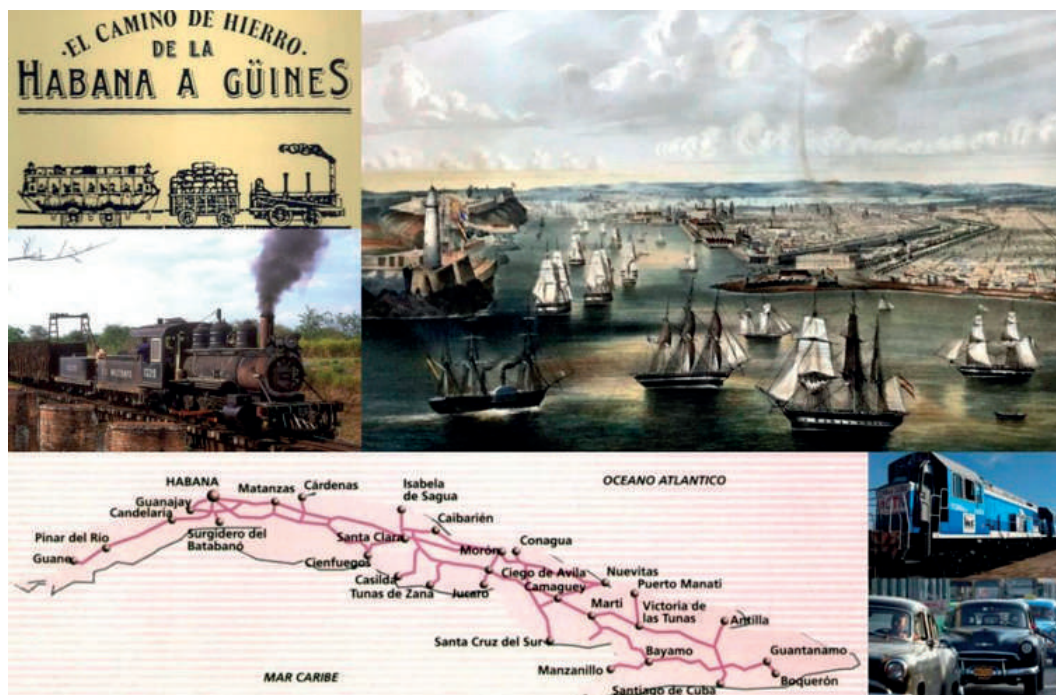 ·EL CAMINO DE HIERRO·
DE LA
HABANA A GÜINES
HABANA
Guanajay
Candelaria
Pinar del Río
Guane
Surgidero del
Batabanó
Matanzas
Cárdenas
Isabela
de Sagua
Santa Clara
Caibarién
Cienfuegos
Casilda
Tunas de Zana
Jucaro
Morón
Conagua
Ciego de Avila
Camaguey
Nuevitas
Puerto Manatí
Martí
Victoria de
las Tunas
Antilla
Santa Cruz del Sur
Manzanillo
Bayamo
Guantanamo
Boquerón
Santiago de Cuba
OCEANO ATLANTICO
MAR CARIBE